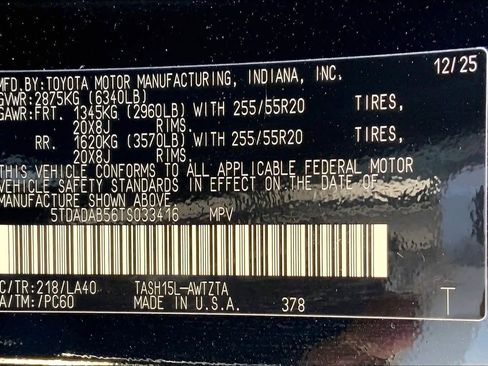 MFD. BY: TOYOTA MOTOR MANUFACTURING, INDIANA, INC. 12/25
GVWR: 2875KG (6340LB)
GAWR: FRT. 1345KG (2960LB) WITH 255/55R20 TIRES,
20X8J RIMS.
RR. 1620KG (3570LB) WITH 255/55R20 TIRES,
20X8J RIMS.
THIS VEHICLE CONFORMS TO ALL APPLICABLE FEDERAL MOTOR
VEHICLE SAFETY STANDARDS IN EFFECT ON THE DATE OF
MANUFACTURE SHOWN ABOVE.
5TDADAB56TS033416 MPV
C/TR: 218/LA40 TASH15L-AWTZTA
A/TM: /PC60 MADE IN U.S.A. 378 T